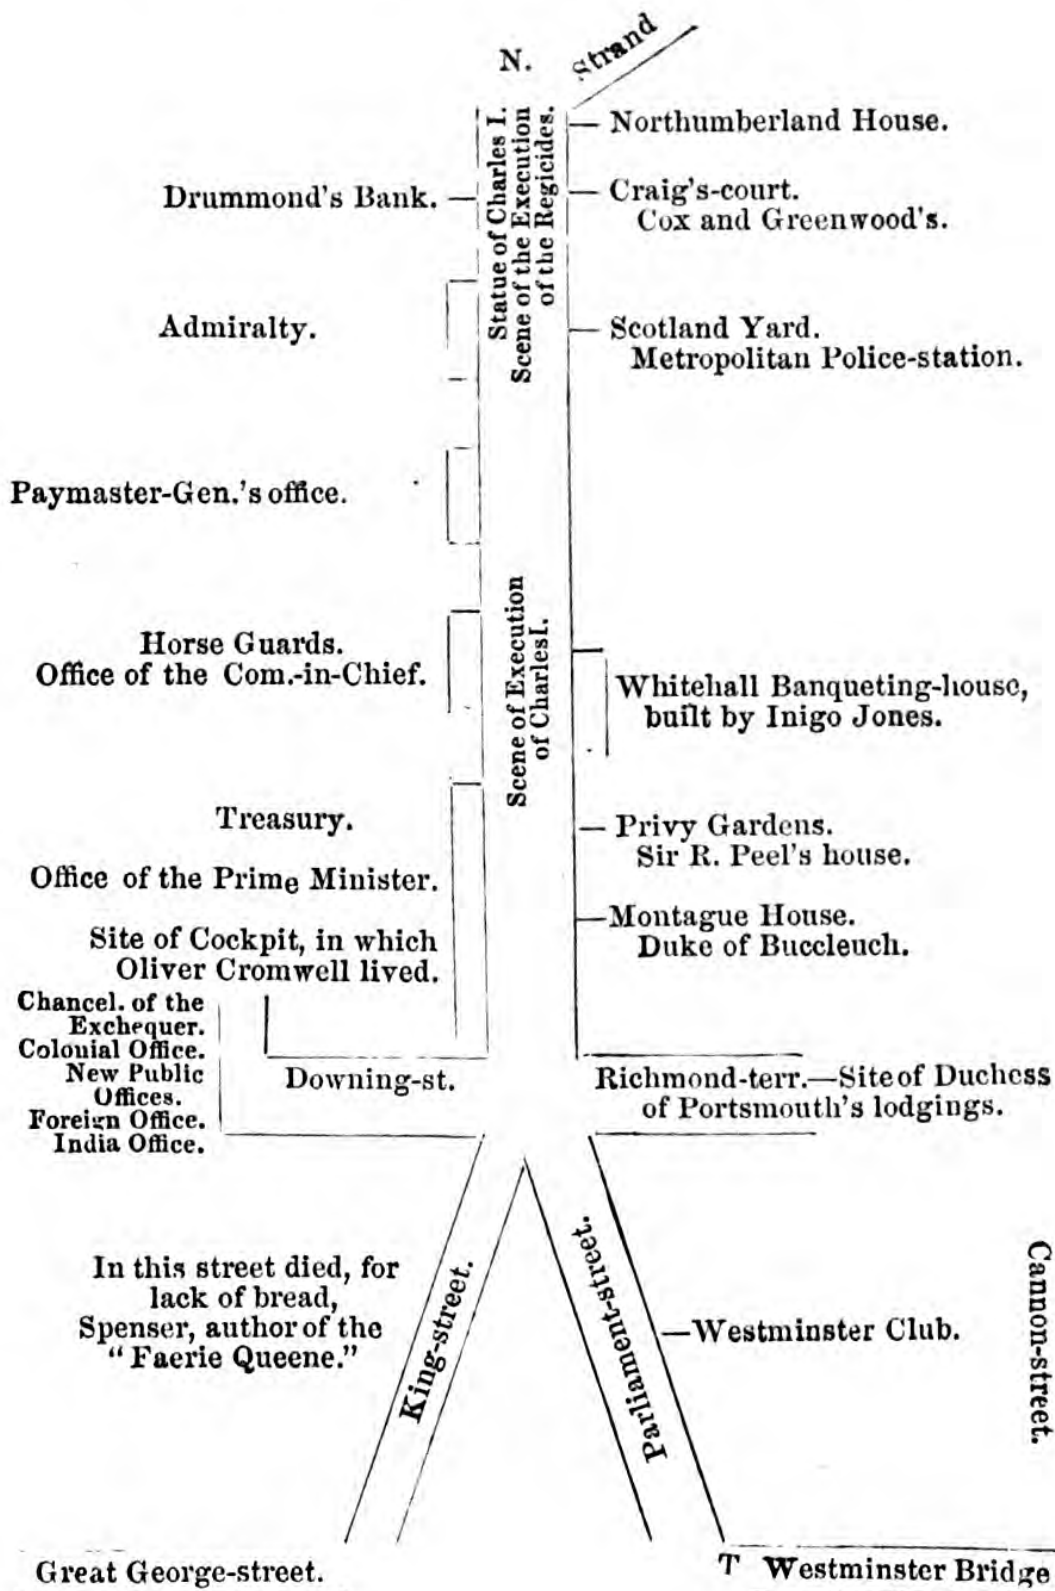 N.
Strand
Statue of Charles I.
Scene of the Execution
of the Regicides.
Northumberland House.
Drummond's Bank.
Craig's-court.
Cox and Greenwood's.
Admiralty.
Scotland Yard.
Metropolitan Police-station.
Paymaster-Gen.'s office.
Scene of Execution
of Charles I.
Horse Guards.
Office of the Com.-in-Chief.
Whitehall Banqueting-house,
built by Inigo Jones.
Treasury.
Office of the Prime Minister.
Site of Cockpit, in which
Oliver Cromwell lived.
Privy Gardens.
Sir R. Peel's house.
Montague House.
Duke of Buccleuch.
Chancel. of the
Exchequer.
Colonial Office.
New Public
Offices.
Foreign Office.
India Office.
Downing-st.
Richmond-terr.—Site of Duchess
of Portsmouth's lodgings.
In this street died, for
lack of bread,
Spenser, author of the
"Faerie Queene."
King-street.
Parliament-street.
Westminster Club.
Cannon-street.
Great George-street.
T Westminster Bridge